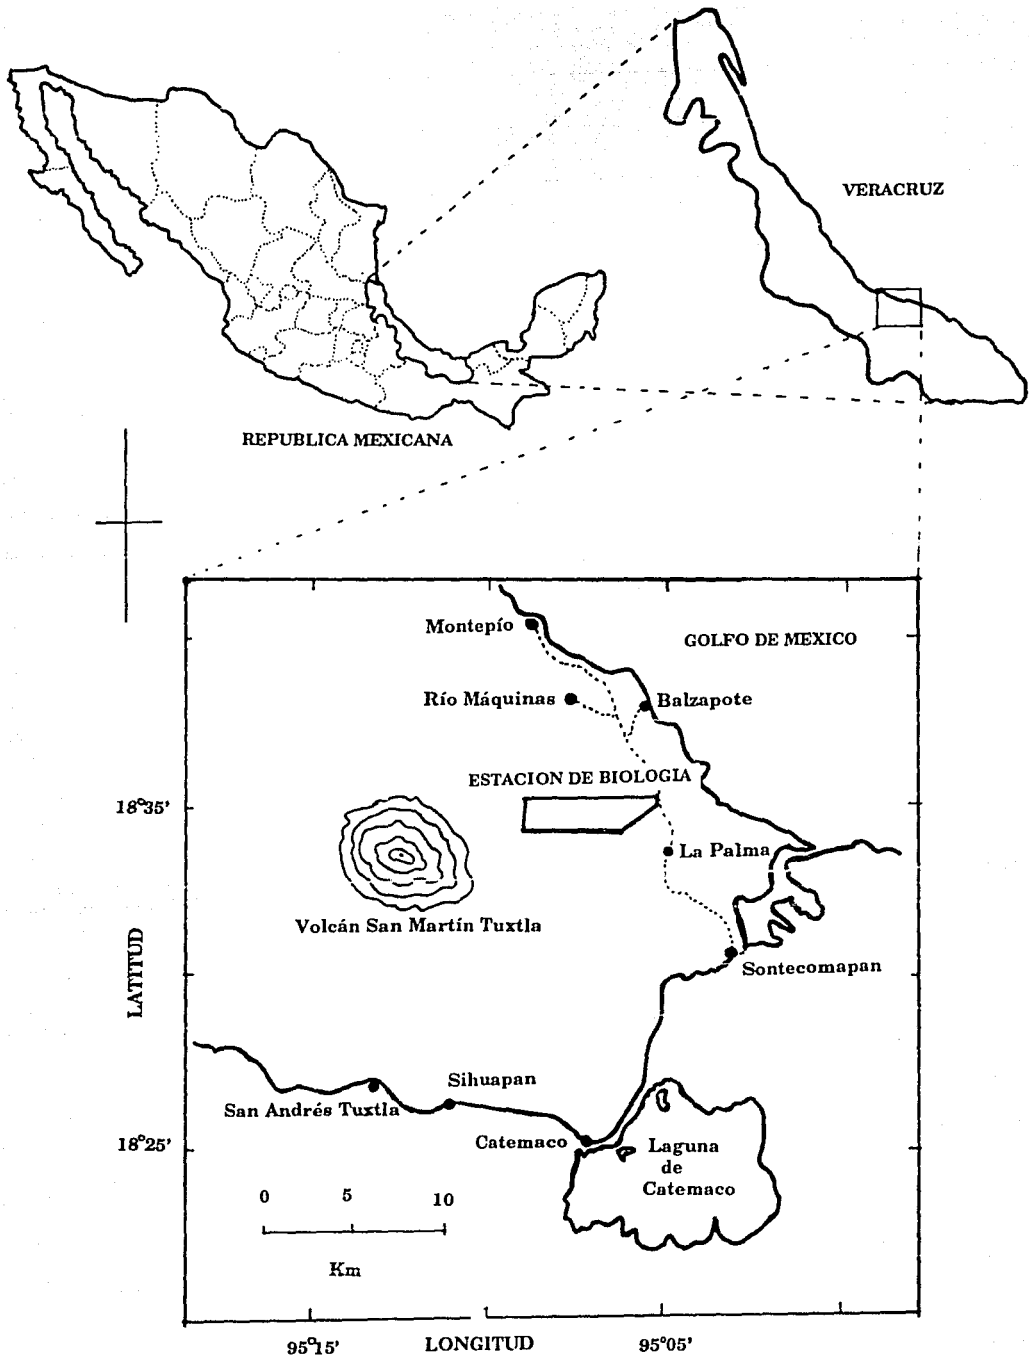 VERACRUZ
REPUBLICA MEXICANA
Montepío
GOLFO DE MEXICO
Río Máquinas
Balzapote
ESTACION DE BIOLOGIA
18°35'
La Palma
Volcán San Martín Tuxtla
LATITUD
Sontecomapan
Sihuapan
San Andrés Tuxtla
18°25'
Catemaco
Laguna
de
Catemaco
0 5 10
Km
95°15' LONGITUD 95°05'